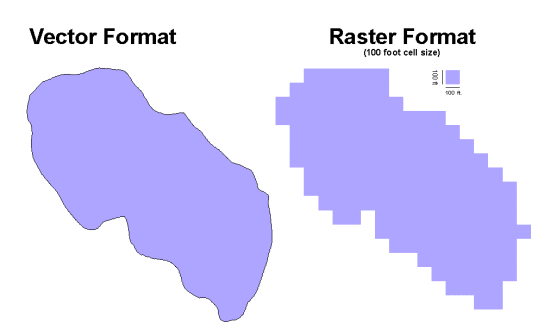 Vector Format
Raster Format
(100 foot cell size)
100 ft.
100 ft.